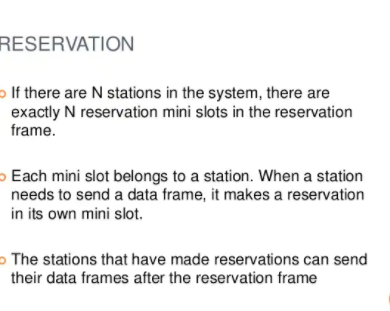 RESERVATION
If there are N stations in the system, there are
exactly N reservation mini slots in the reservation
frame.
Each mini slot belongs to a station. When a station
needs to send a data frame, it makes a reservation
in its own mini slot.
The stations that have made reservations can send
their data frames after the reservation frame